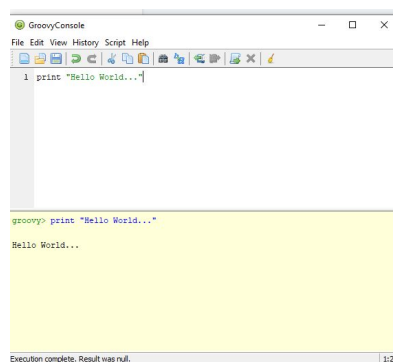 GroovyConsole
File Edit View History Script Help
1 print "Hello World..."
groovy> print "Hello World..."
Hello World...
Execution complete. Result was null.
1:2